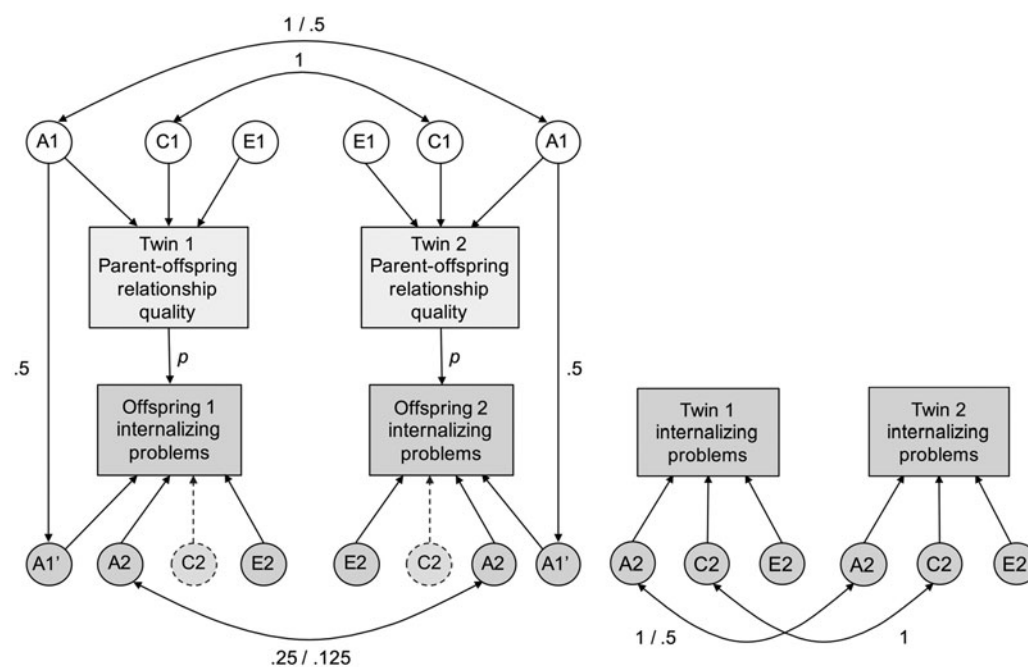 1 / .5
1
A1
C1
E1
E1
C1
A1
Twin 1
Parent-offspring
relationship
quality
Twin 2
Parent-offspring
relationship
quality
.5
p
p
.5
Offspring 1
internalizing
problems
Offspring 2
internalizing
problems
Twin 1
internalizing
problems
Twin 2
internalizing
problems
A1'
A2
C2
E2
E2
C2
A2
A1'
A2
C2
E2
A2
C2
E2
.25 / .125
1 / .5
1